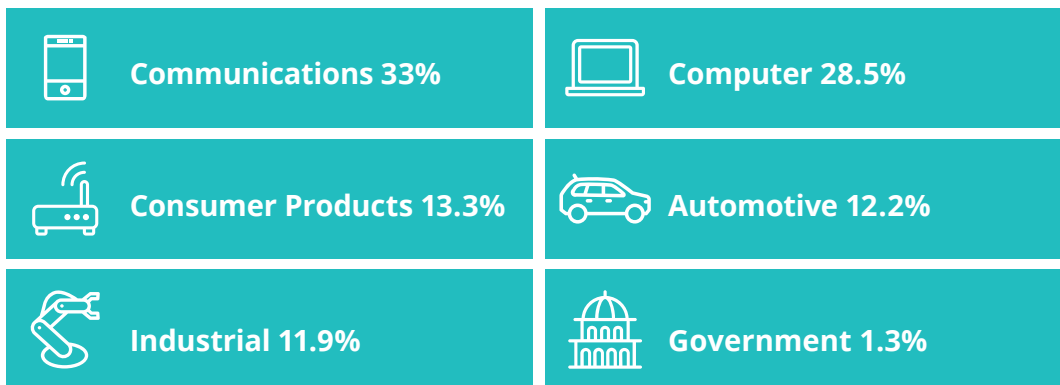 Communications 33%
Computer 28.5%
Consumer Products 13.3%
Automotive 12.2%
Industrial 11.9%
Government 1.3%